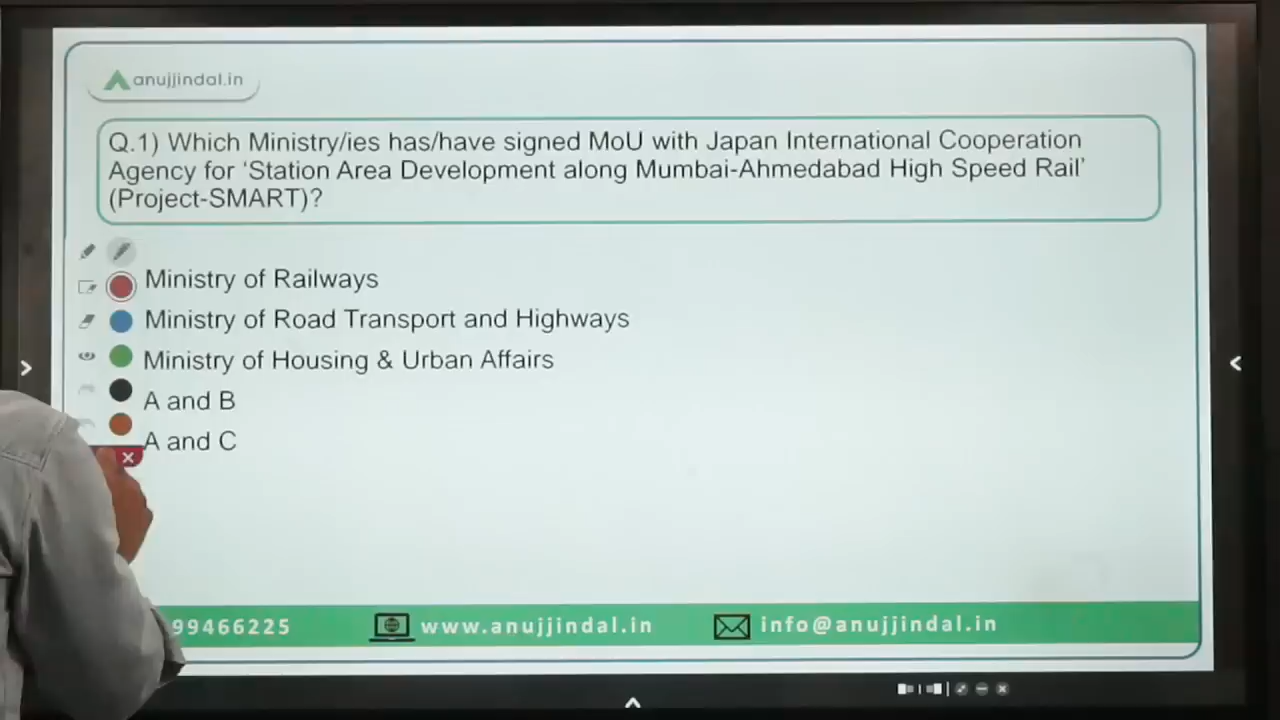 anujjindal.in
Q.1) Which Ministry/ies has/have signed MoU with Japan International Cooperation
Agency for ‘Station Area Development along Mumbai-Ahmedabad High Speed Rail’
(Project-SMART)?
Ministry of Railways
Ministry of Road Transport and Highways
Ministry of Housing & Urban Affairs
A and B
A and C
99466225 www.anujjindal.in info@anujjindal.in